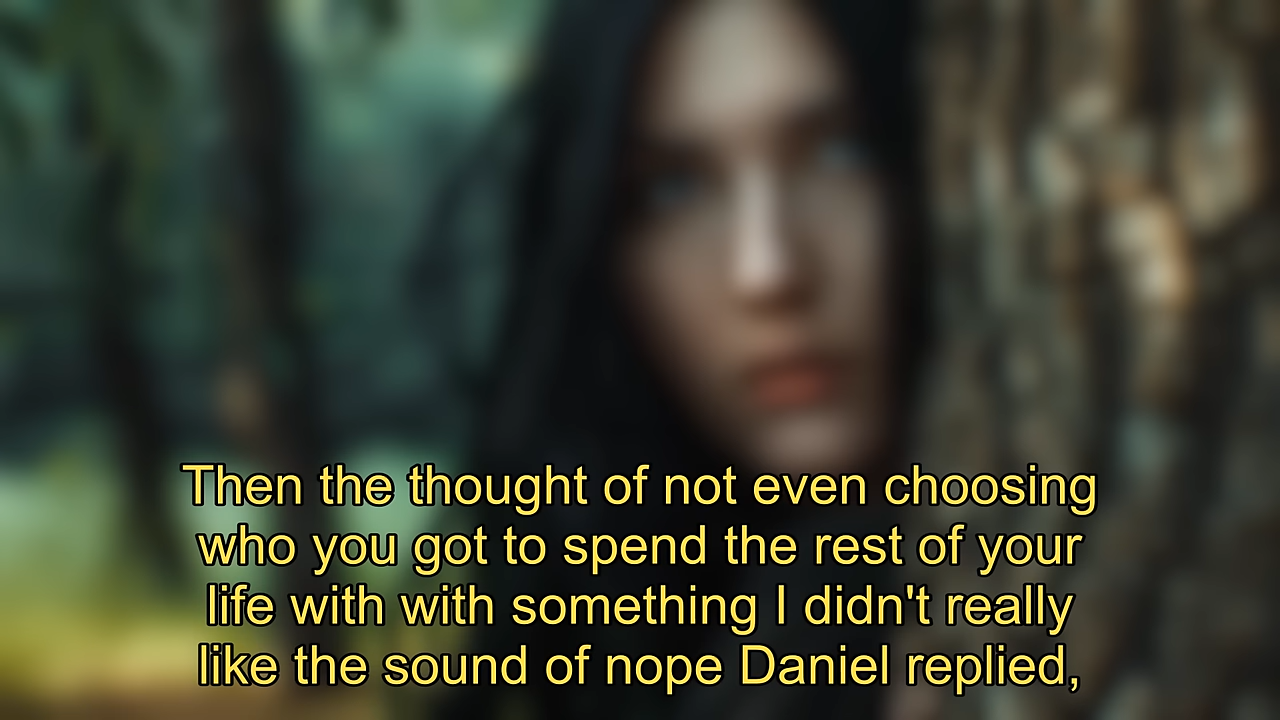 Then the thought of not even choosing
who you got to spend the rest of your
life with with something I didn't really
like the sound of nope Daniel replied,